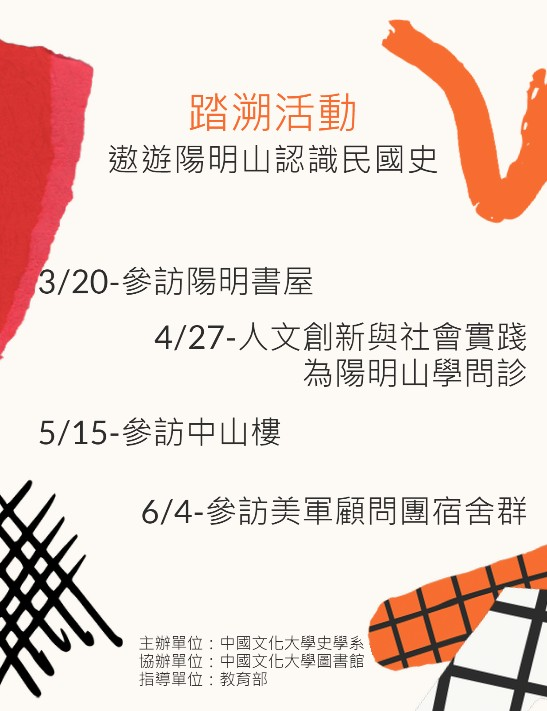 踏溯活動
遨遊陽明山認識民國史
3/20-參訪陽明書屋
4/27-人文創新與社會實踐
為陽明山學問診
5/15-參訪中山樓
6/4-參訪美軍顧問團宿舍群
主辦單位：中國文化大學史學系
協辦單位：中國文化大學圖書館
指導單位：教育部